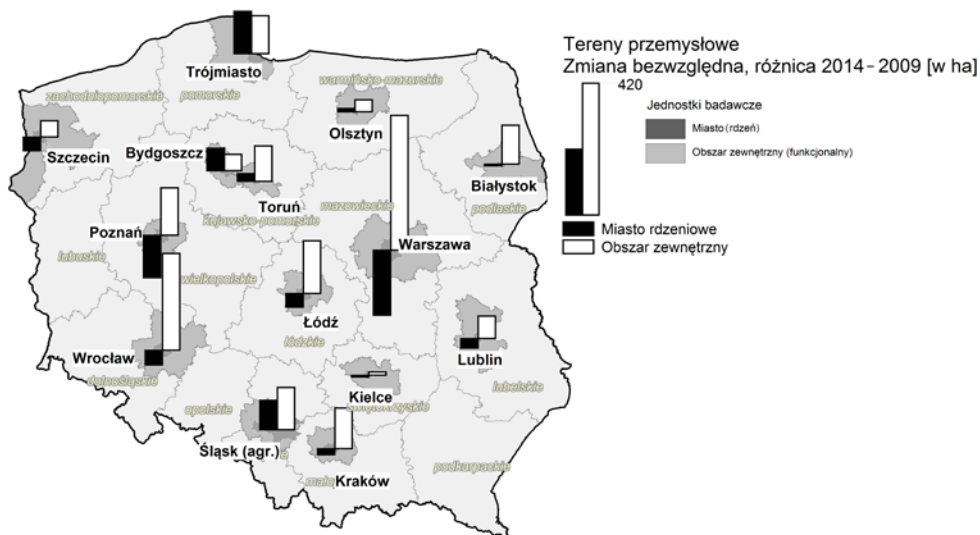 Tereny przemysłowe
Zmiana bezwzględna, różnica 2014–2009 [w ha]
420
Jednostki badawcze
Miasto (rdzeń)
Obszar zewnętrzny (funkcjonalny)
Miasto rdzeniowe
Obszar zewnętrzny
Trójmiasto
pomorskie
warmińsko-mazurskie
zachodniopomorskie
Olsztyn
Szczecin
Bydgoszcz
Białystok
podlaskie
Toruń
kujawsko-pomorskie
mazowieckie
Poznań
Warszawa
lubuskie
wielkopolskie
Łódź
łódzkie
Wrocław
dolnośląskie
Lublin
lubelskie
Kielce
opolskie
Śląsk (agr.)
podkarpackie
Kraków